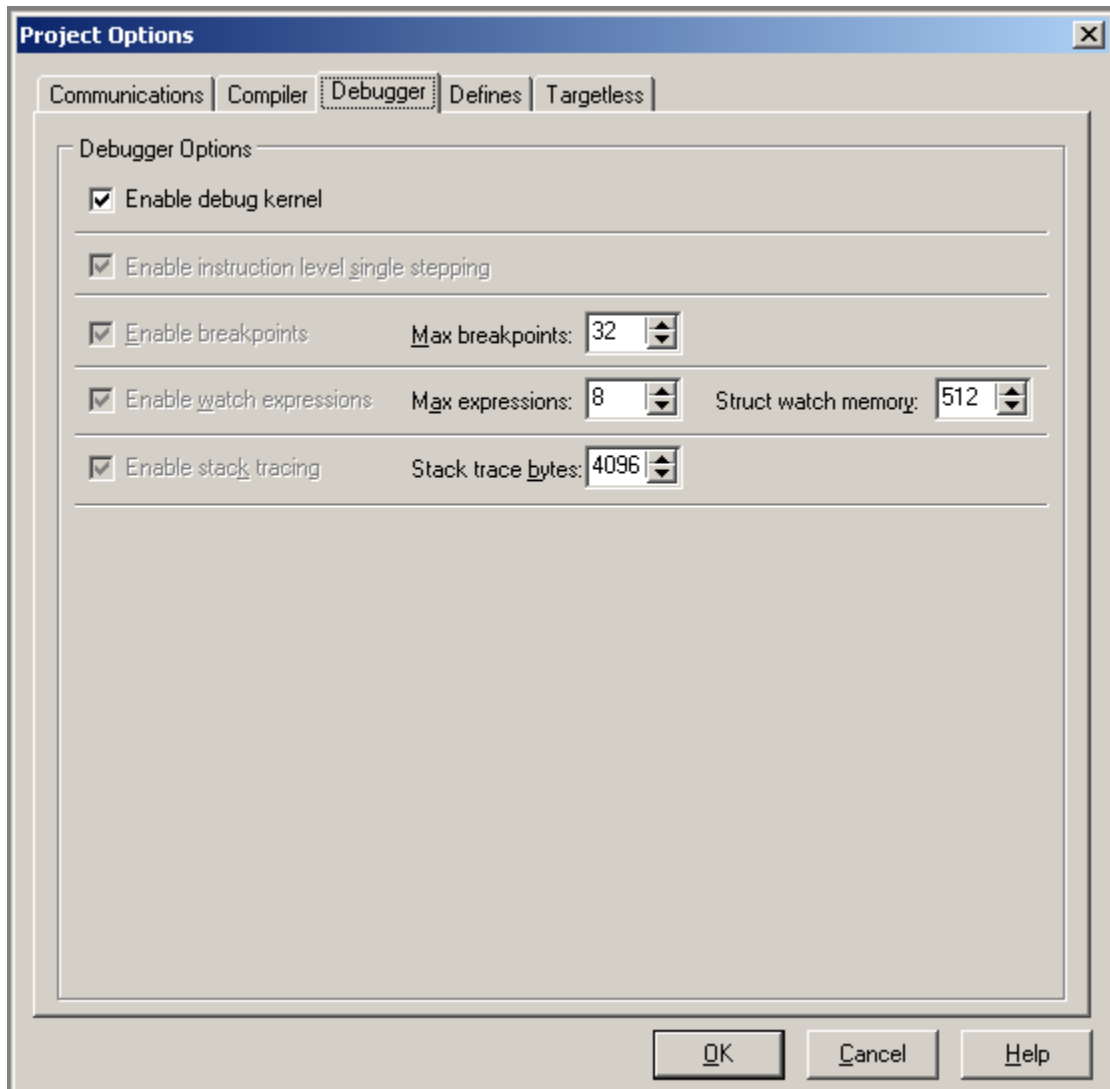 Project Options
Communications Compiler Debugger Defines Targetless
Debugger Options
Enable debug kernel
Enable instruction level single stepping
Enable breakpoints Max breakpoints: 32
Enable watch expressions Max expressions: 8 Struct watch memory: 512
Enable stack tracing Stack trace bytes: 4096
OK Cancel Help